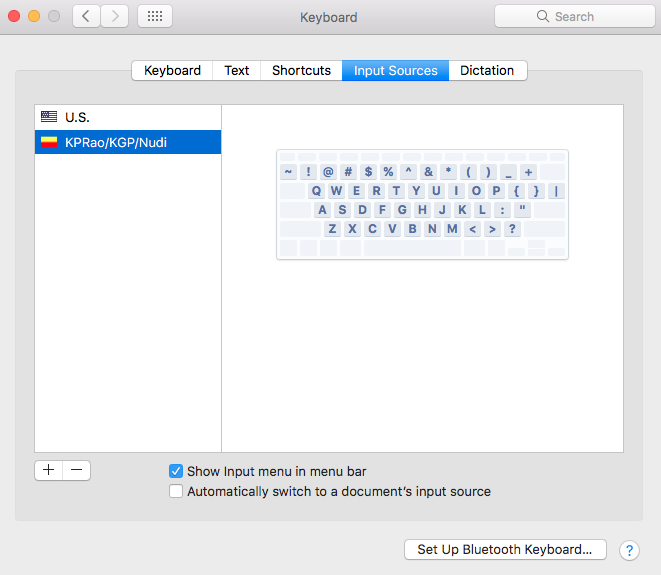 Keyboard
Search
Keyboard Text Shortcuts Input Sources Dictation
U.S.
KPRao/KGP/Nudi
~ ! @ # $ % ^ & * ( ) _ +
Q W E R T Y U I O P { } |
A S D F G H J K L : "
Z X C V B N M < > ?
+ −
Show Input menu in menu bar
Automatically switch to a document's input source
Set Up Bluetooth Keyboard... ?